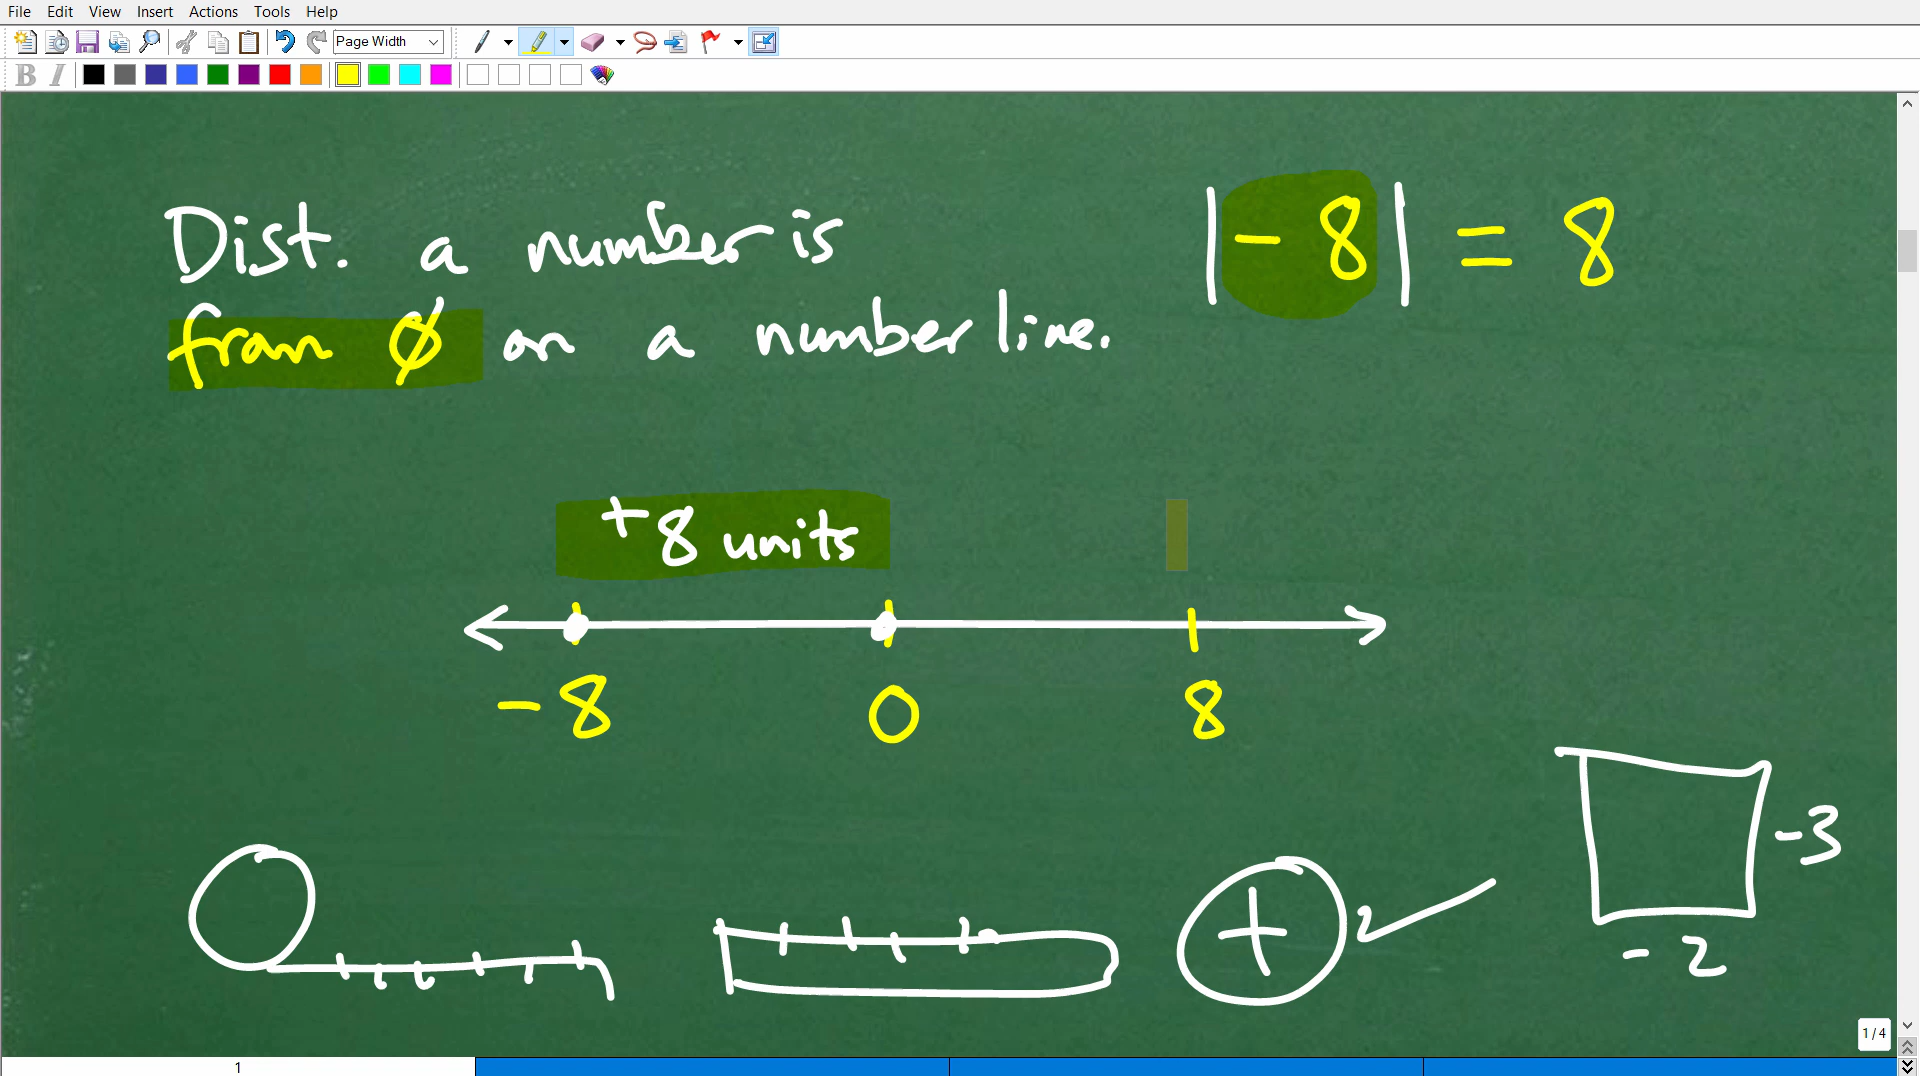 File Edit View Insert Actions Tools Help
Page Width
B I
Dist. a number is
from Ø on a number line.
|-8| = 8
+8 units
-8 0 8
+
-3
-2
1 / 4
1